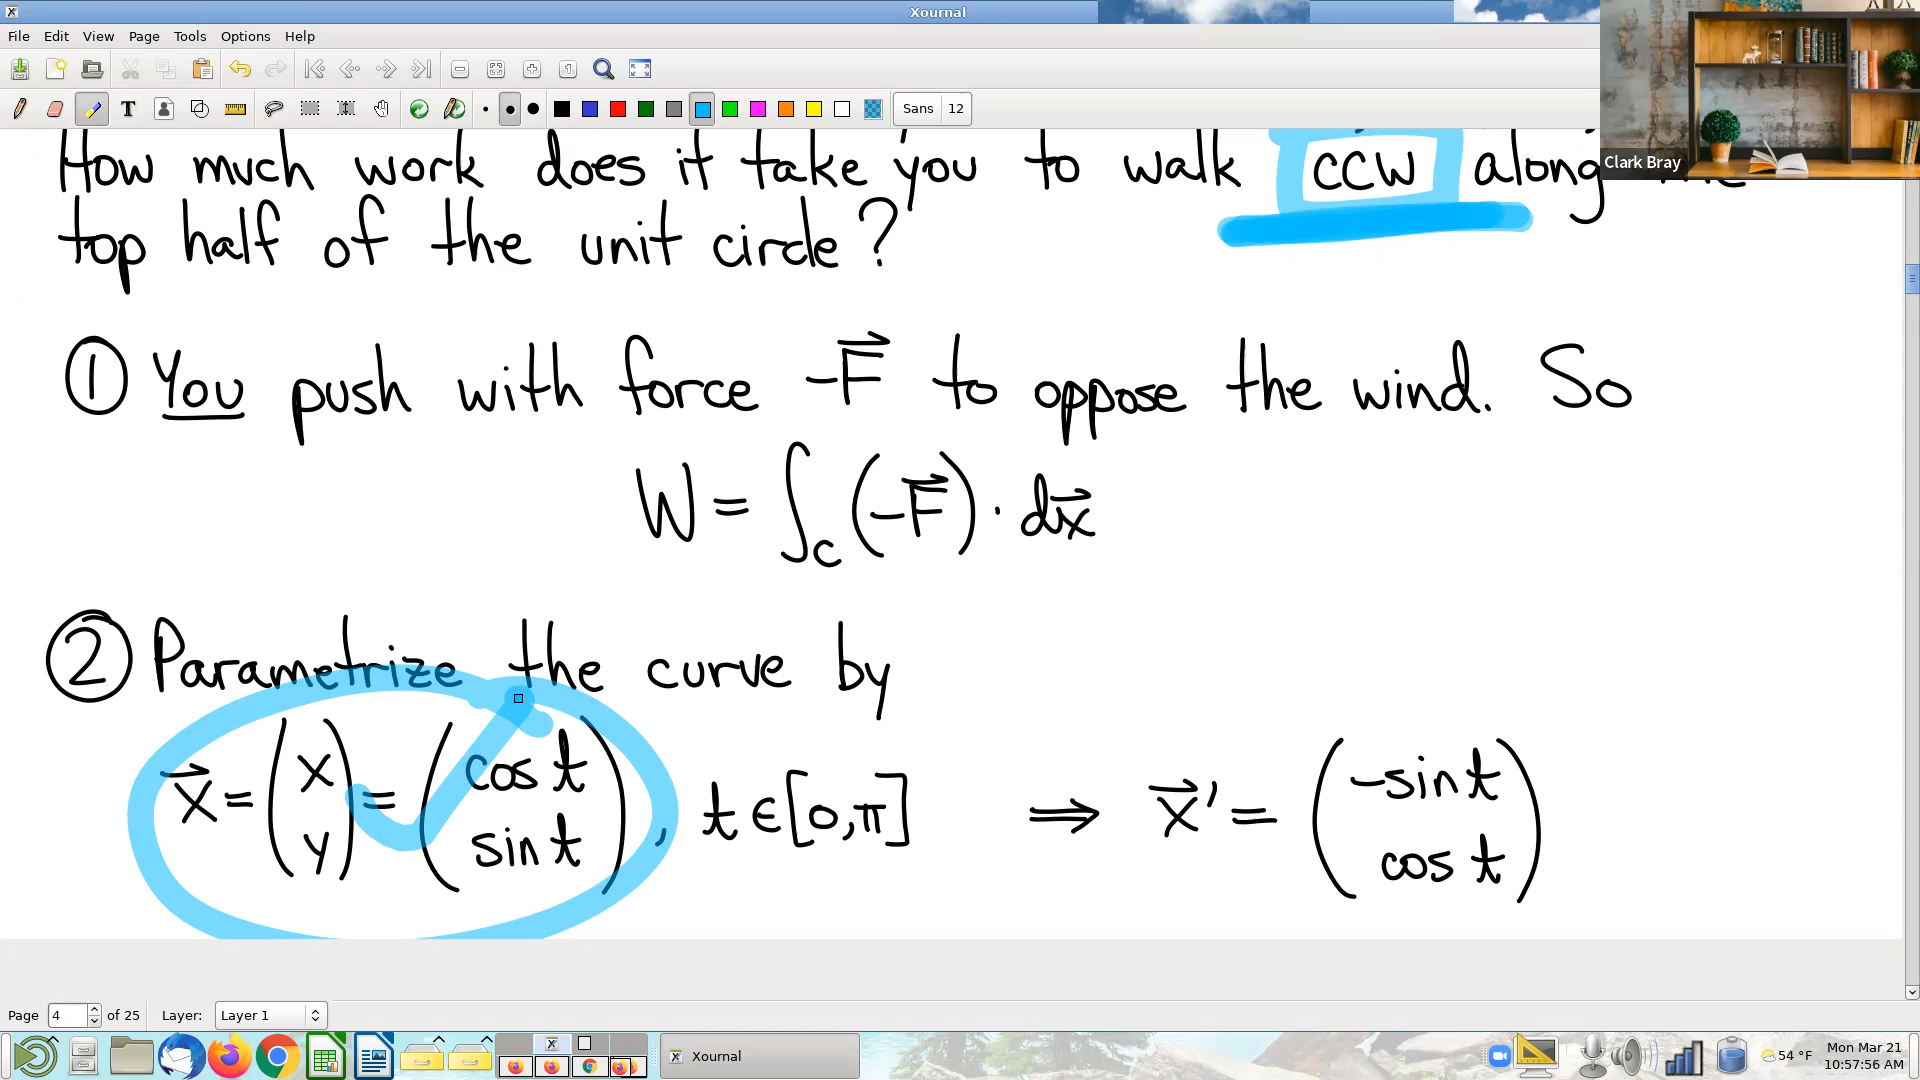 Xournal
File Edit View Page Tools Options Help
Sans 12
Clark Bray
How much work does it take you to walk ccw along
top half of the unit circle?
① You push with force -F⃗ to oppose the wind. So
W = ∫_C (-F⃗) · dx⃗
② Parametrize the curve by
x⃗ = (x y) = (cos t sin t), t ∈ [0, π] ⟹ x⃗' = (-sin t cos t)
Page 4 of 25 Layer: Layer 1
Xournal
54 °F
Mon Mar 21
10:57:56 AM